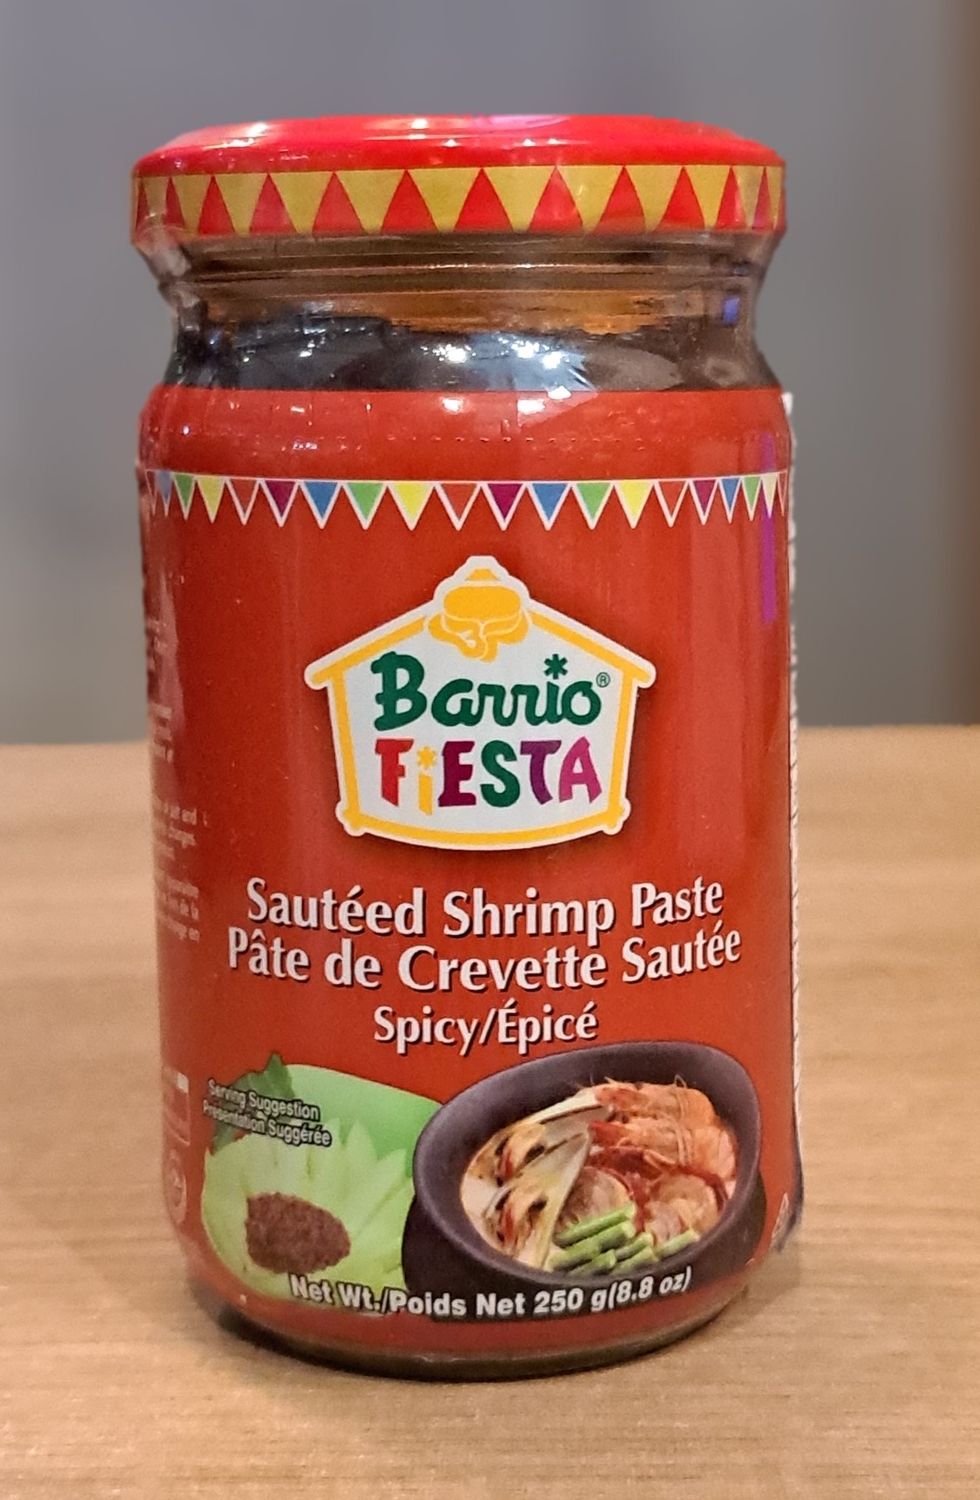 Barrio®
FiESTA
Sautéed Shrimp Paste
Pâte de Crevette Sautée
Spicy/Épicé
Serving Suggestion
Présentation Suggérée
Net Wt./Poids Net 250 g(8.8 oz)